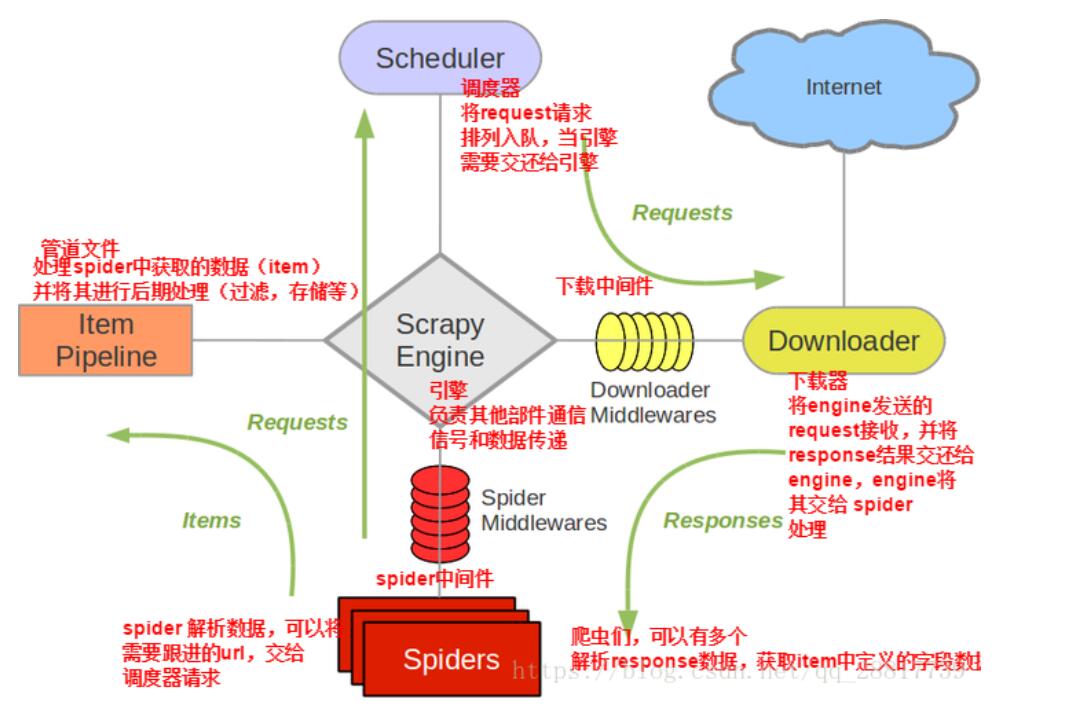 Scheduler
调度器
将request请求
排列入队，当引擎
需要交还给引擎
Internet
Requests
管道文件
处理spider中获取的数据（item）
并将其进行后期处理（过滤，存储等）
下载中间件
Item
Pipeline
Scrapy
Engine
引擎
负责其他部件通信
信号和数据传递
Downloader
Middlewares
Downloader
下载器
将engine发送的
request接收，并将
response结果交还给
engine，engine将
其交给 spider
处理
Requests
Items
Spider
Middlewares
Responses
spider中间件
spider 解析数据，可以将
需要跟进的url，交给
调度器请求
Spiders
爬虫们，可以有多个
解析response数据，获取item中定义的字段数